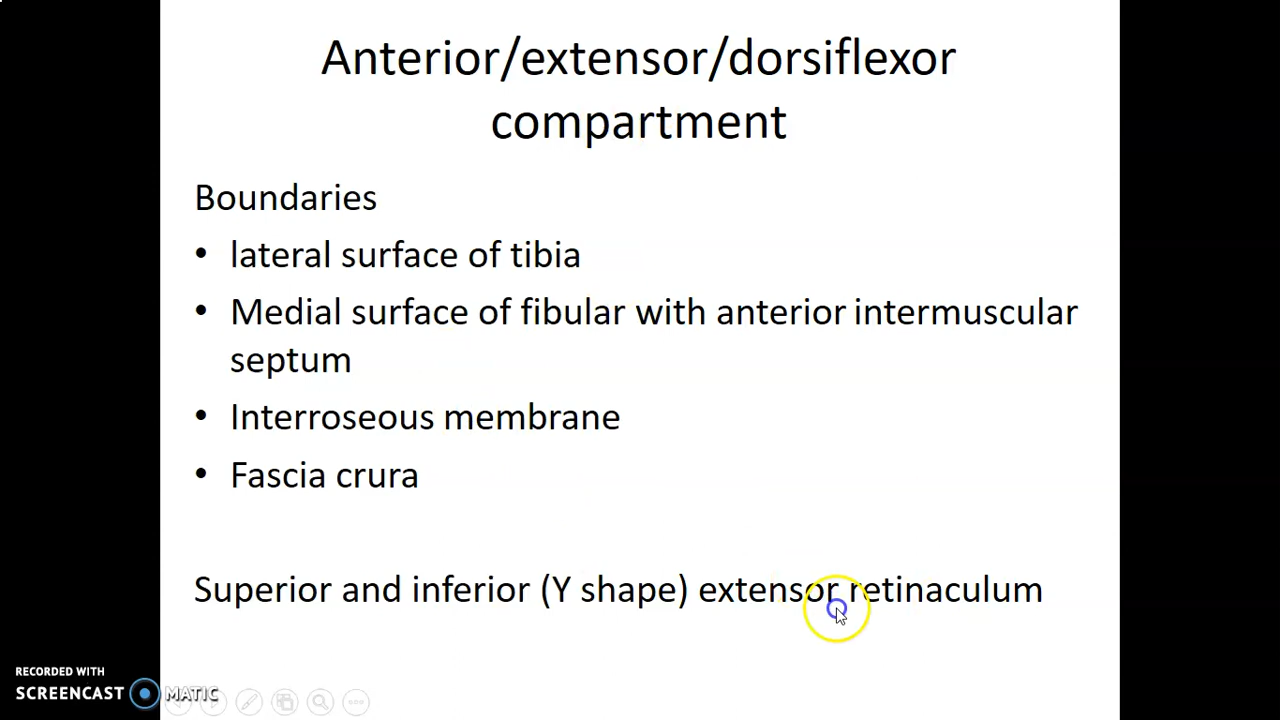 Anterior/extensor/dorsiflexor
compartment
Boundaries
• lateral surface of tibia
• Medial surface of fibular with anterior intermuscular
septum
• Interroseous membrane
• Fascia crura
Superior and inferior (Y shape) extensor retinaculum
RECORDED WITH
SCREENCAST MATIC